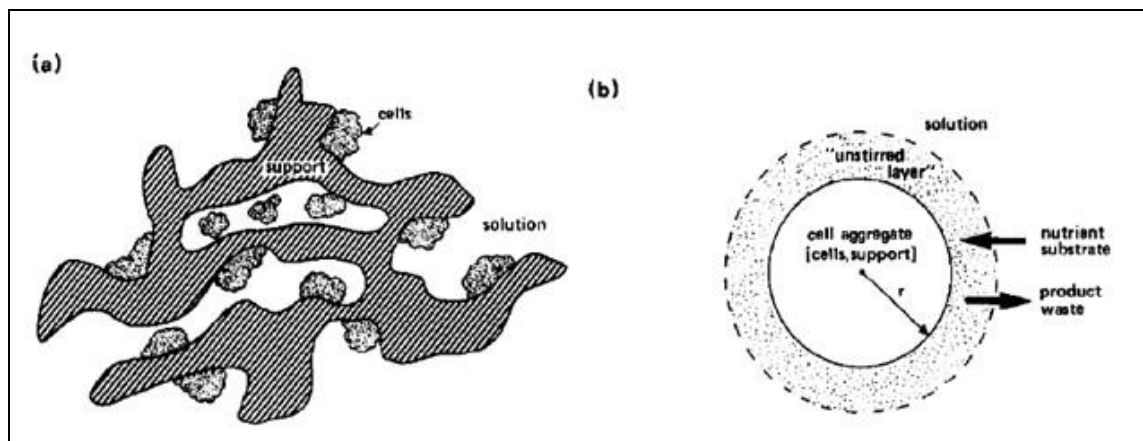 (a)
cells
support
solution
(b)
solution
"unstirred
layer"
cell aggregate
[cells, support]
r
nutrient
substrate
product
waste